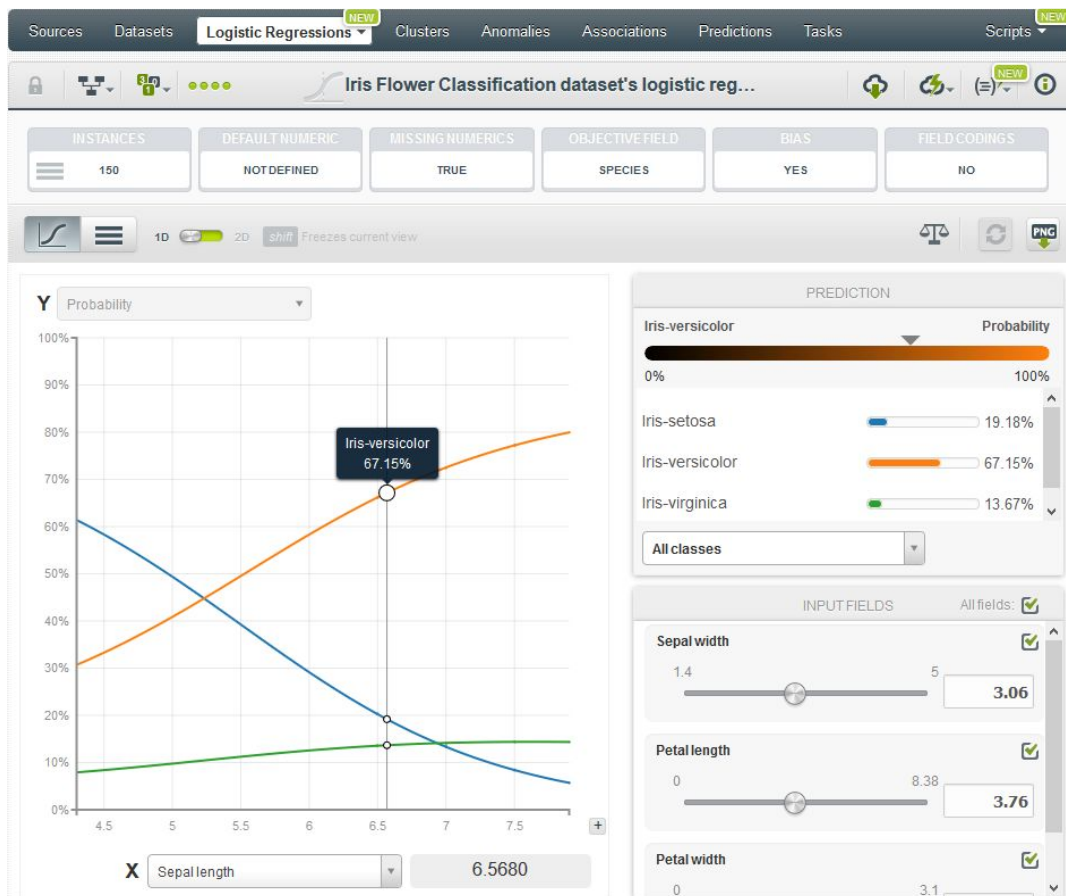 NEW NEW
Sources Datasets Logistic Regressions Clusters Anomalies Associations Predictions Tasks Scripts
Iris Flower Classification dataset's logistic reg... (=) NEW
INSTANCES DEFAULT NUMERIC MISSING NUMERICS OBJECTIVE FIELD BIAS FIELD CODINGS
150 NOT DEFINED TRUE SPECIES YES NO
1D 2D shift Freezes current view PNG
Y Probability
100%
90%
80%
70%
60%
50%
40%
30%
20%
10%
0%
Iris-versicolor
67.15%
4.5 5 5.5 6 6.5 7 7.5 +
X Sepal length 6.5680
PREDICTION
Iris-versicolor Probability
0% 100%
Iris-setosa 19.18%
Iris-versicolor 67.15%
Iris-virginica 13.67%
All classes
INPUT FIELDS All fields:
Sepal width
1.4 5
3.06
Petal length
0 8.38
3.76
Petal width
0 3.1